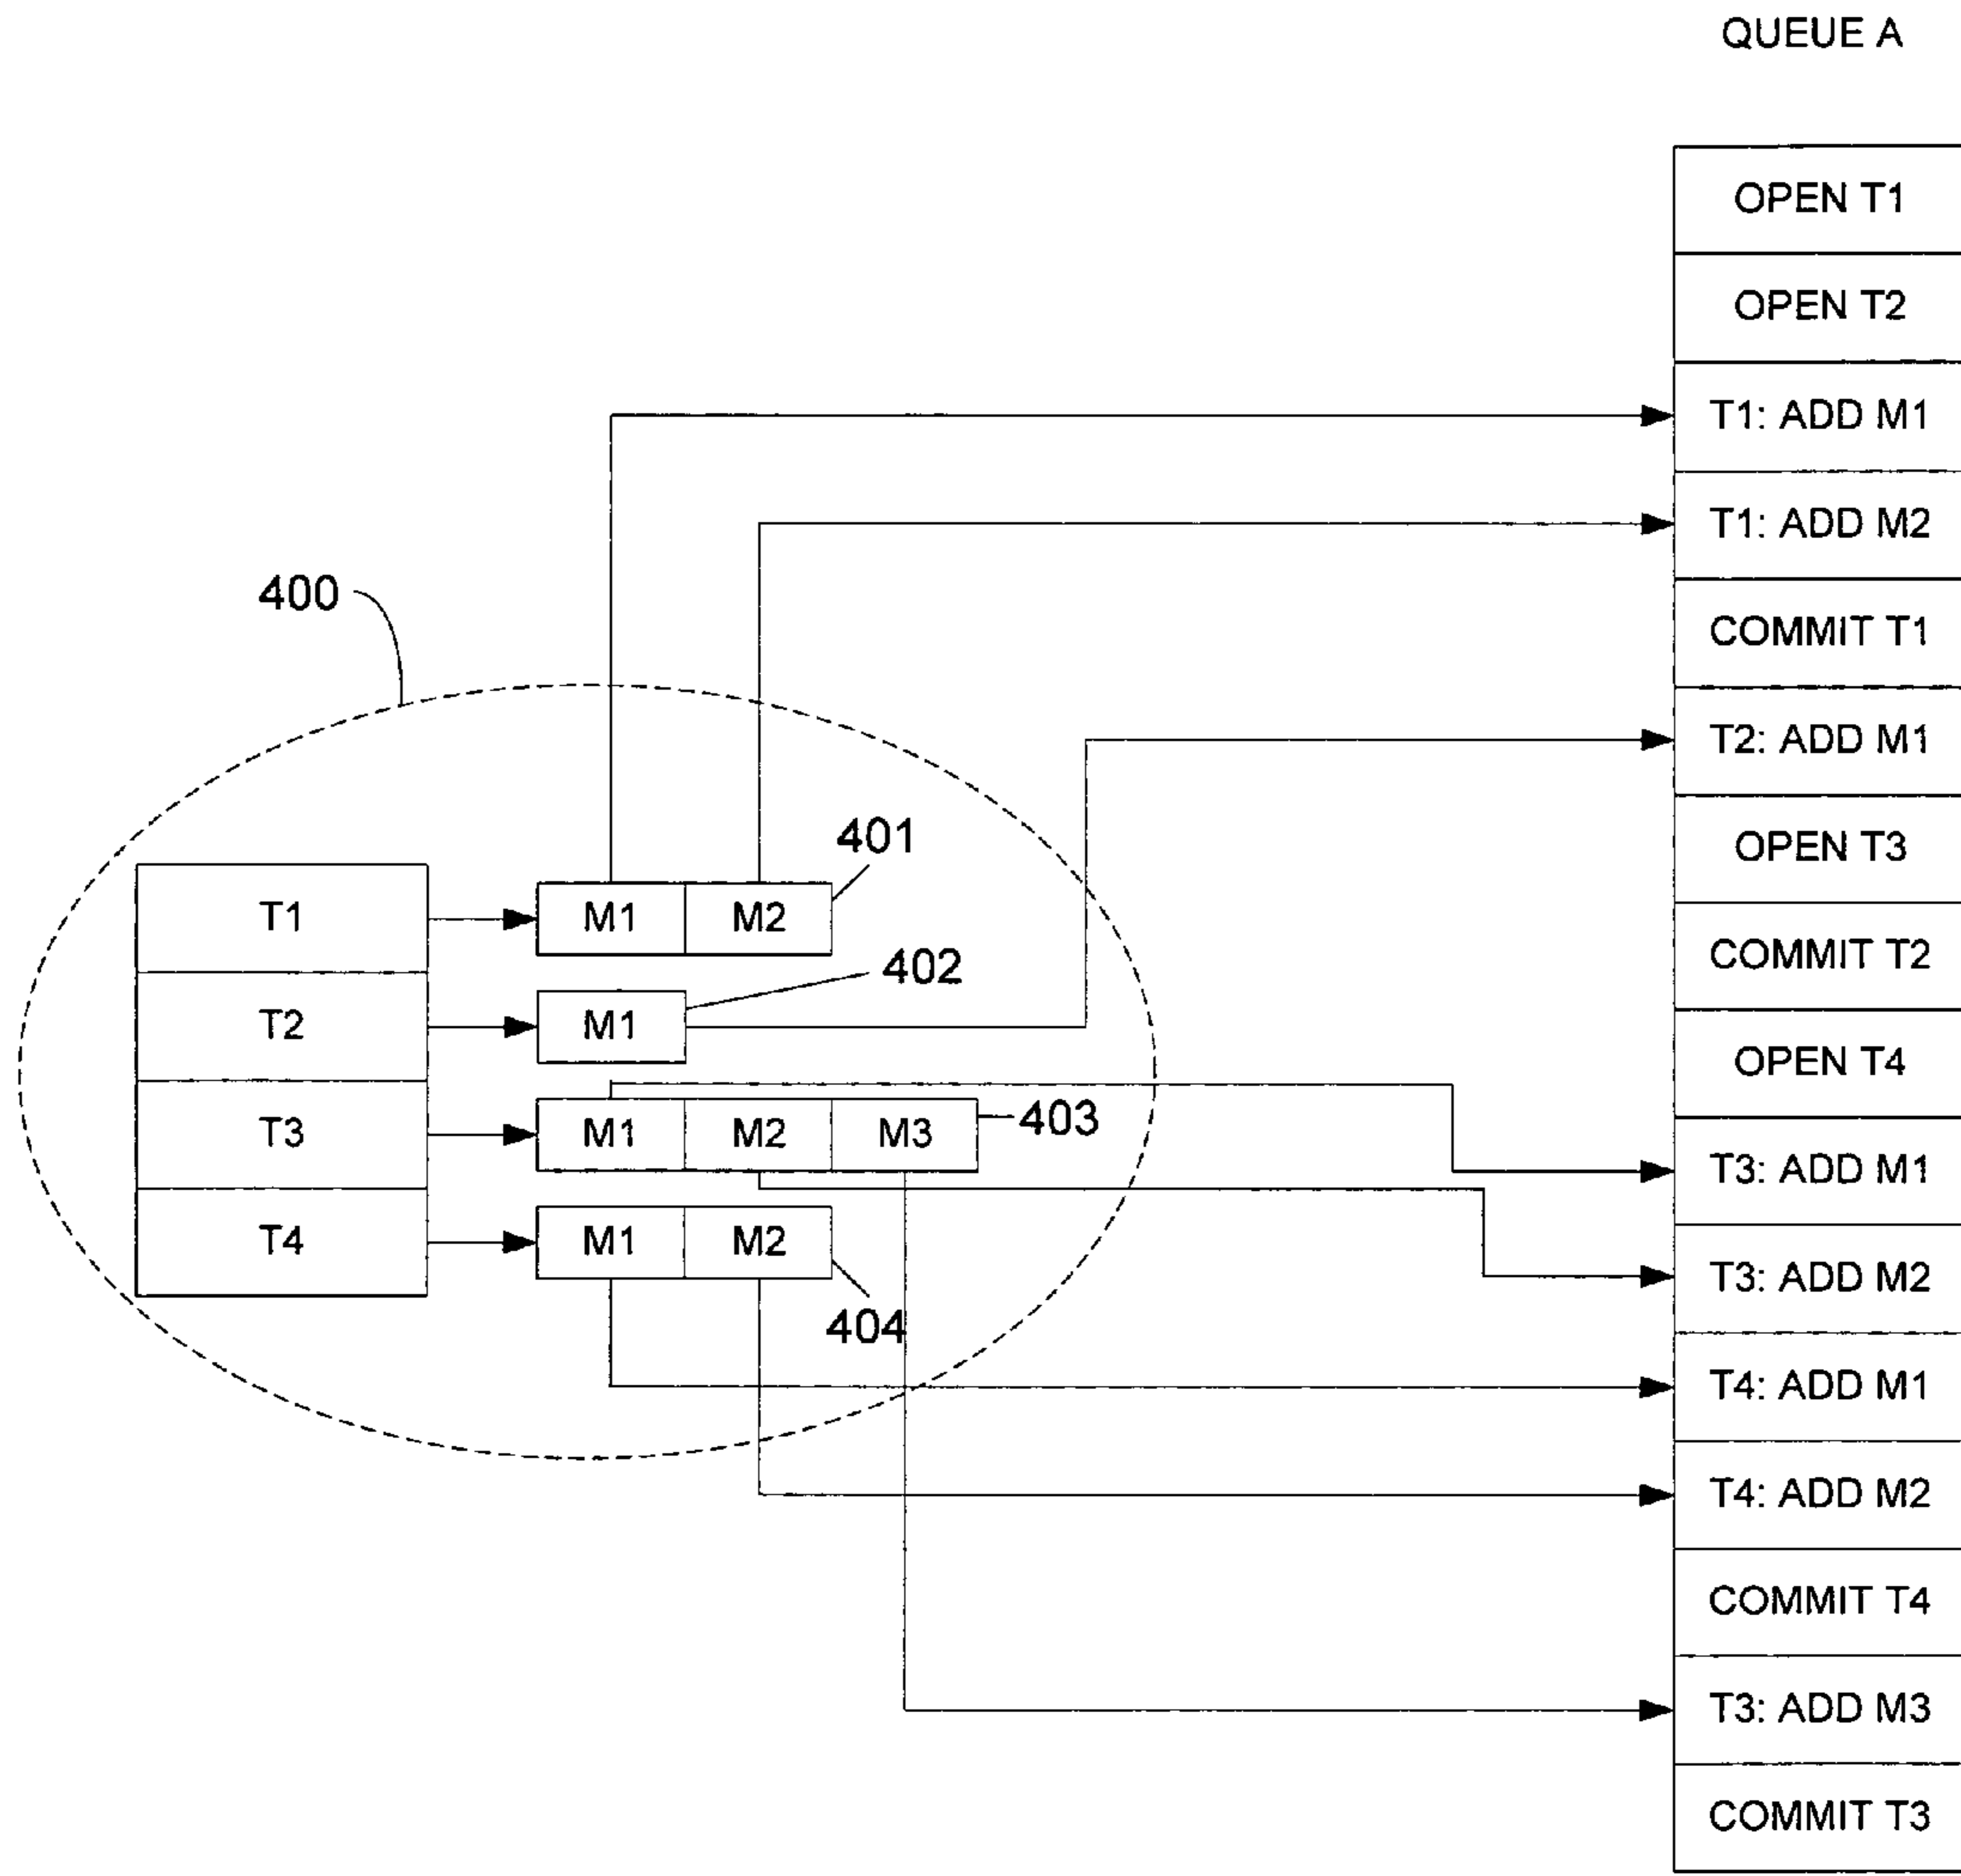 QUEUE A
OPEN T1
OPEN T2
T1: ADD M1
T1: ADD M2
COMMIT T1
T2: ADD M1
OPEN T3
COMMIT T2
OPEN T4
T3: ADD M1
T3: ADD M2
T4: ADD M1
T4: ADD M2
COMMIT T4
T3: ADD M3
COMMIT T3
400
401
T1 M1 M2
402
T2 M1
T3 M1 M2 M3 403
T4 M1 M2
404